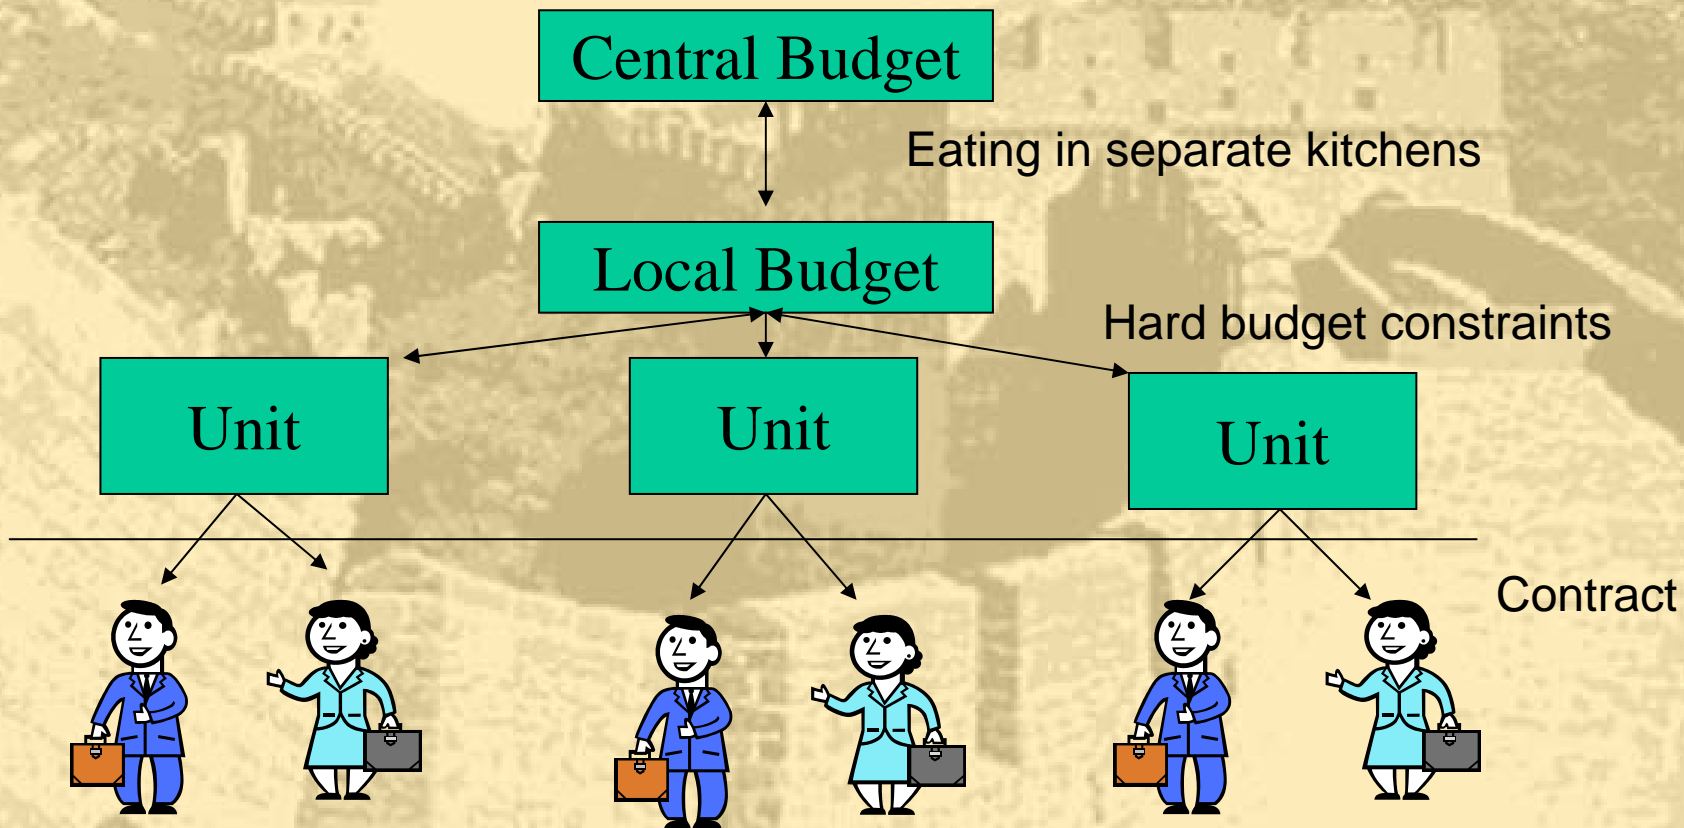 Central Budget
Eating in separate kitchens
Local Budget
Hard budget constraints
Unit
Unit
Unit
Contract